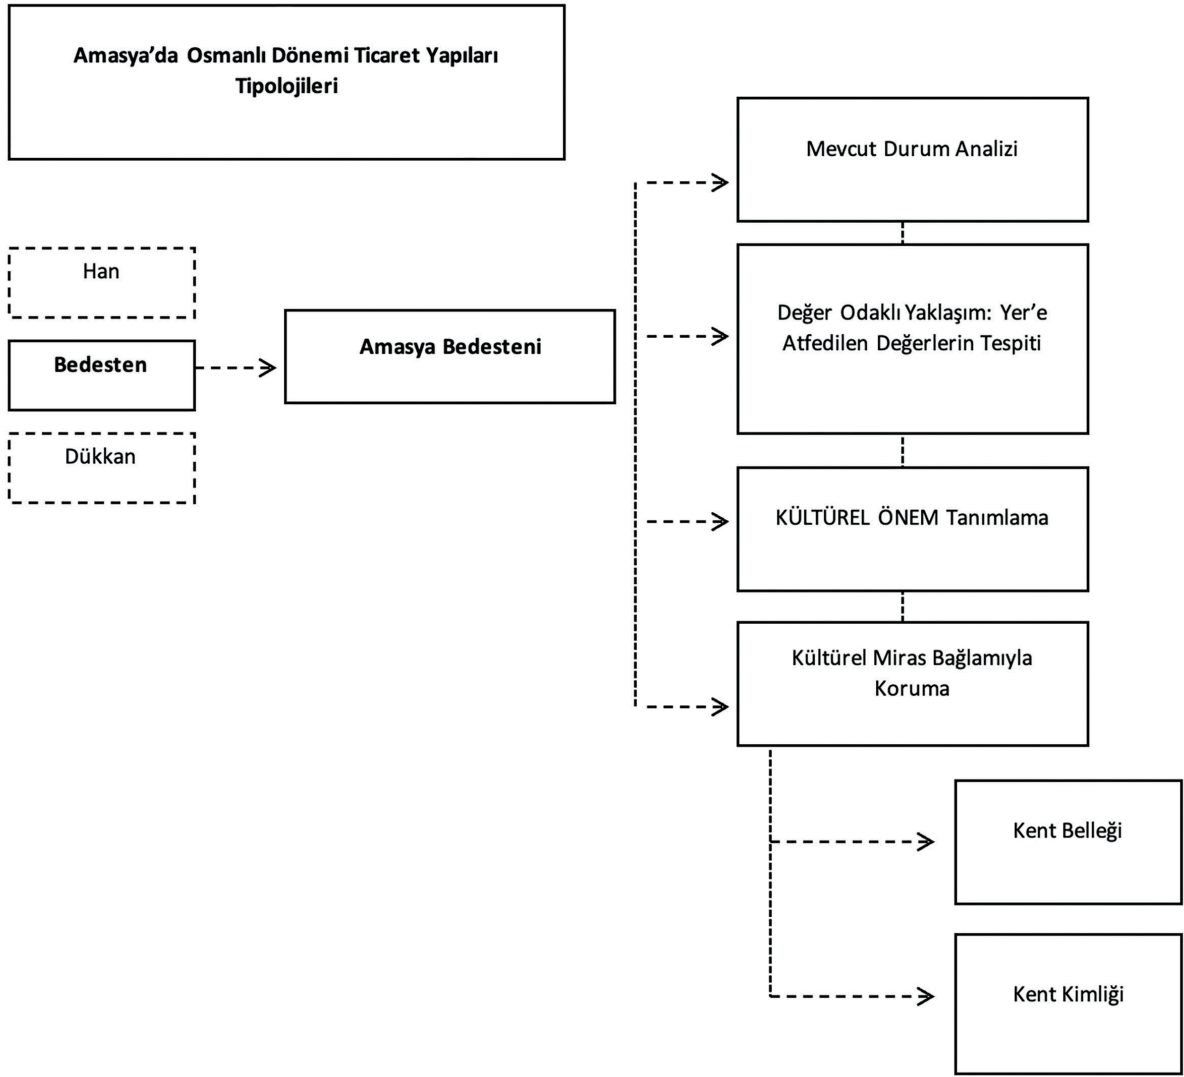 Amasya’da Osmanlı Dönemi Ticaret Yapıları
Tipolojileri
Han
Bedesten
Dükkan
Amasya Bedesteni
Mevcut Durum Analizi
Değer Odaklı Yaklaşım: Yer’e
Atfedilen Değerlerin Tespiti
KÜLTÜREL ÖNEM Tanımlama
Kültürel Miras Bağlamıyla
Koruma
Kent Belleği
Kent Kimliği